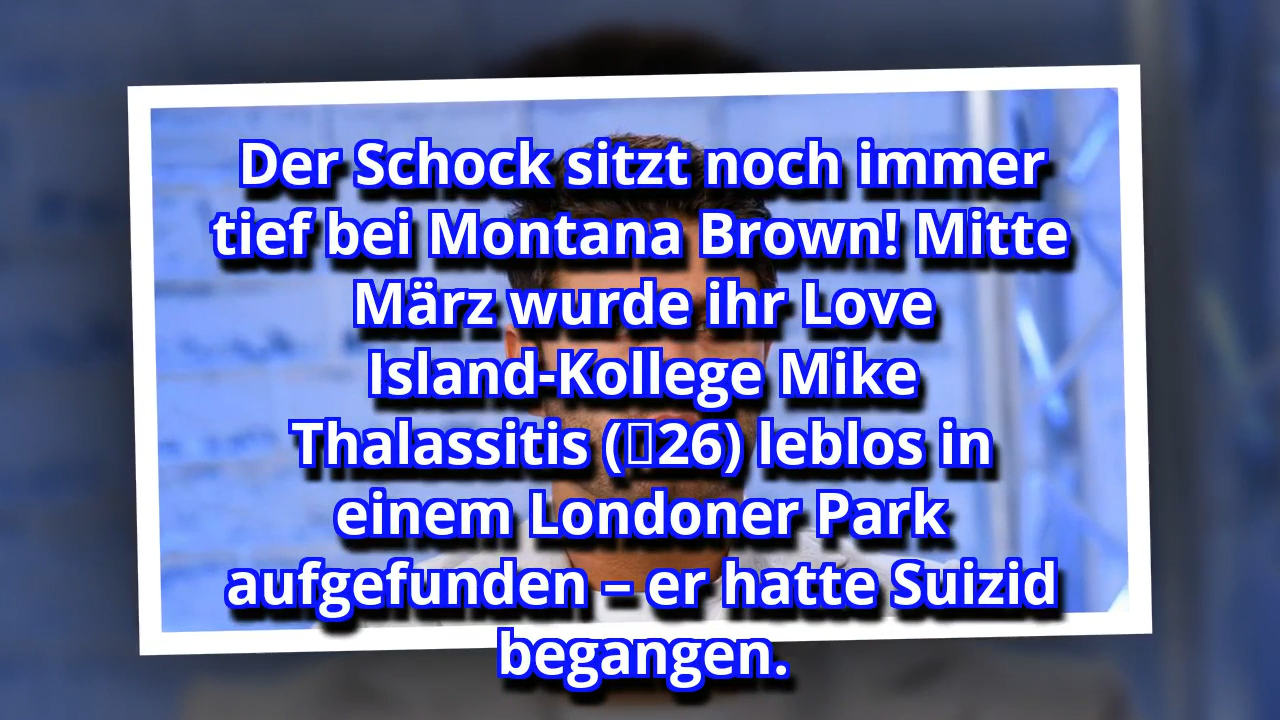 Der Schock sitzt noch immer
tief bei Montana Brown! Mitte
März wurde ihr Love
Island-Kollege Mike
Thalassitis (▯26) leblos in
einem Londoner Park
aufgefunden – er hatte Suizid
begangen.